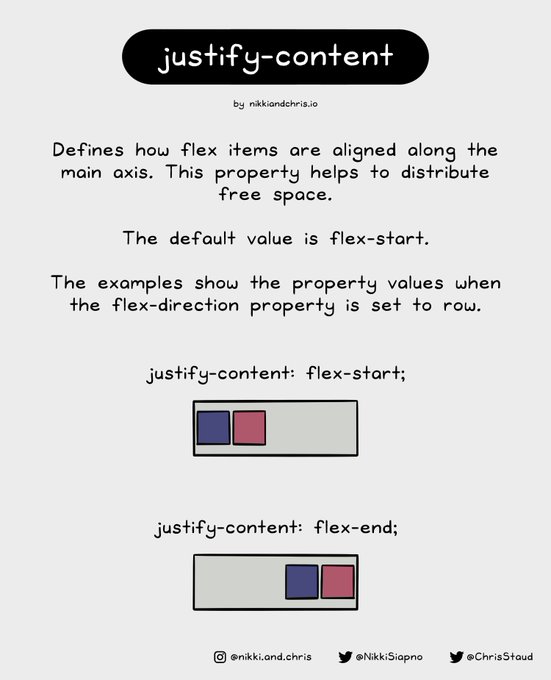 justify-content
by nikkiandchris.io
Defines how flex items are aligned along the
main axis. This property helps to distribute
free space.
The default value is flex-start.
The examples show the property values when
the flex-direction property is set to row.
justify-content: flex-start;
justify-content: flex-end;
@nikki.and.chris @NikkiSiapno @ChrisStaud